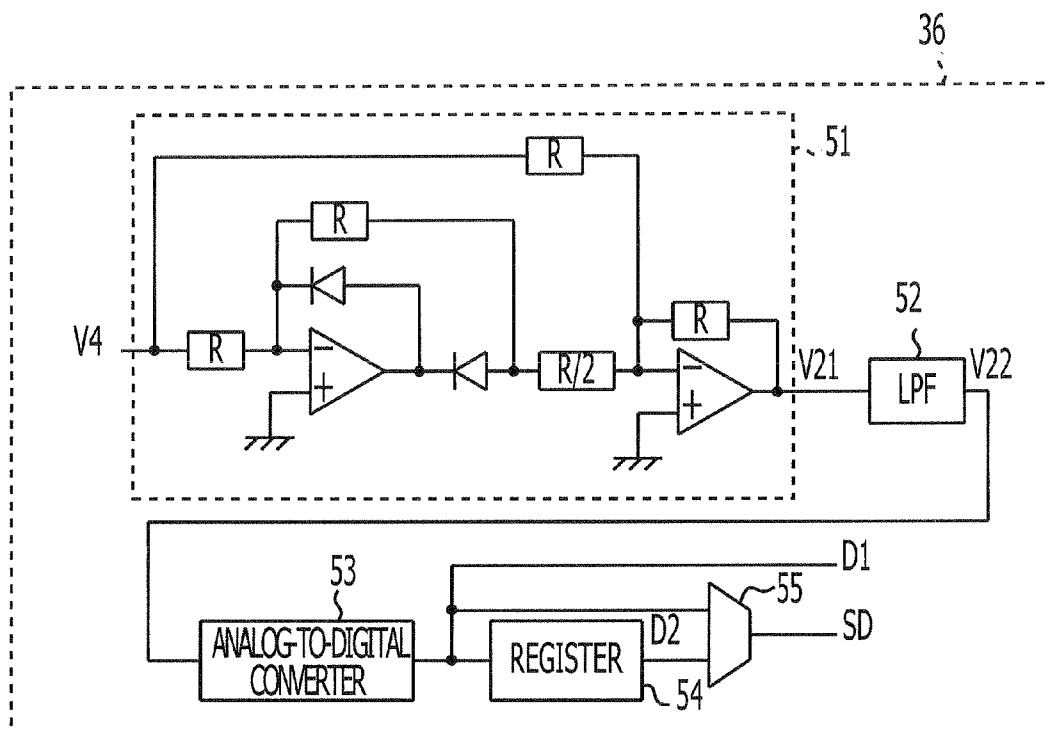 36
51
R
R
V4
R
−
+
R/2
R
−
+
V21
52
LPF
V22
53
ANALOG-TO-DIGITAL
CONVERTER
D1
55
D2
SD
REGISTER
54